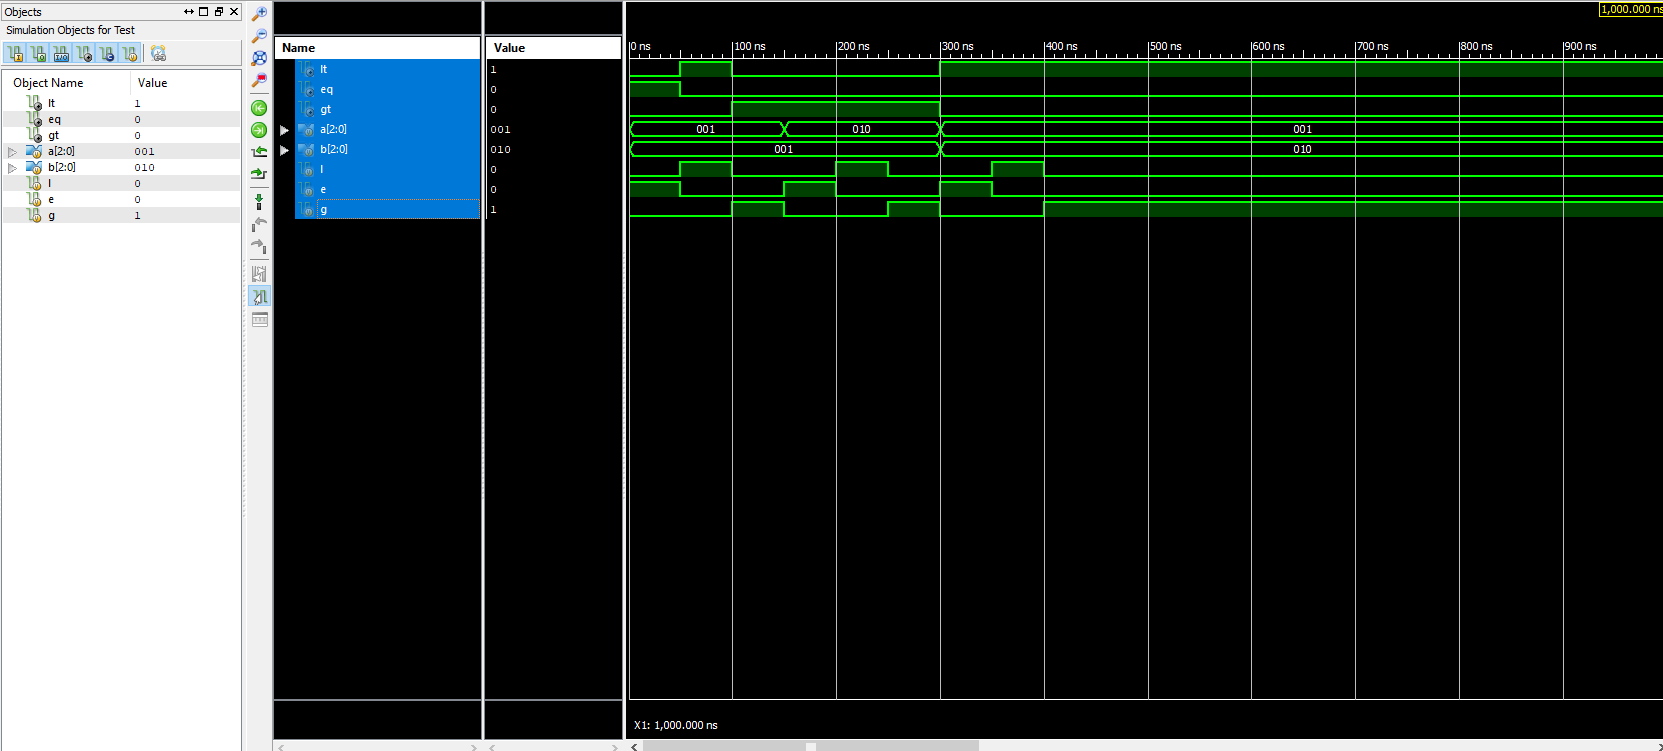 Objects
Simulation Objects for Test
Object Name Value
lt 1
eq 0
gt 0
a[2:0] 001
b[2:0] 010
l 0
e 0
g 1
Name Value
lt 1
eq 0
gt 0
a[2:0] 001
b[2:0] 010
l 0
e 0
g 1
1,000.000 ns
0 ns 100 ns 200 ns 300 ns 400 ns 500 ns 600 ns 700 ns 800 ns 900 ns
001 010 001
001 010
X1: 1,000.000 ns